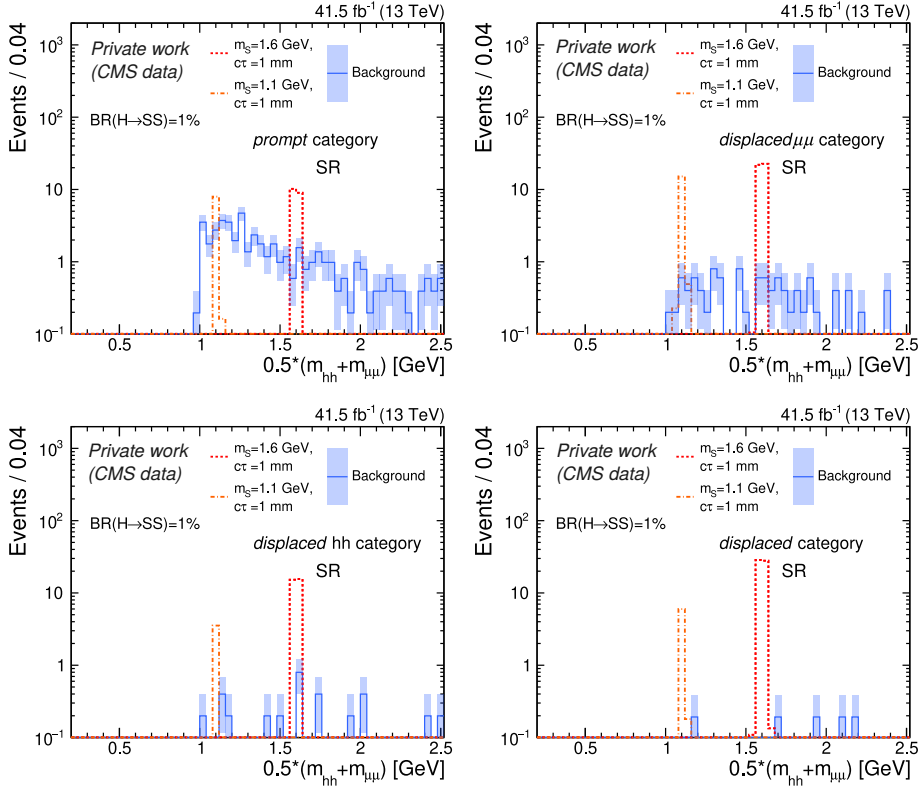 41.5 fb⁻¹ (13 TeV)
Events / 0.04
10³
10²
10
1
10⁻¹
Private work
(CMS data)
m_S=1.6 GeV,
cτ=1 mm
m_S=1.1 GeV,
cτ=1 mm
Background
BR(H→SS)=1%
prompt category
SR
0.5 1 1.5 2 2.5
0.5*(m_hh+m_μμ) [GeV]
41.5 fb⁻¹ (13 TeV)
Events / 0.04
10³
10²
10
1
10⁻¹
Private work
(CMS data)
m_S=1.6 GeV,
cτ=1 mm
m_S=1.1 GeV,
cτ=1 mm
Background
BR(H→SS)=1%
displaced μμ category
SR
0.5 1 1.5 2 2.5
0.5*(m_hh+m_μμ) [GeV]
41.5 fb⁻¹ (13 TeV)
Events / 0.04
10³
10²
10
1
10⁻¹
Private work
(CMS data)
m_S=1.6 GeV,
cτ=1 mm
m_S=1.1 GeV,
cτ=1 mm
Background
BR(H→SS)=1%
displaced hh category
SR
0.5 1 1.5 2 2.5
0.5*(m_hh+m_μμ) [GeV]
41.5 fb⁻¹ (13 TeV)
Events / 0.04
10³
10²
10
1
10⁻¹
Private work
(CMS data)
m_S=1.6 GeV,
cτ=1 mm
m_S=1.1 GeV,
cτ=1 mm
Background
BR(H→SS)=1%
displaced category
SR
0.5 1 1.5 2 2.5
0.5*(m_hh+m_μμ) [GeV]